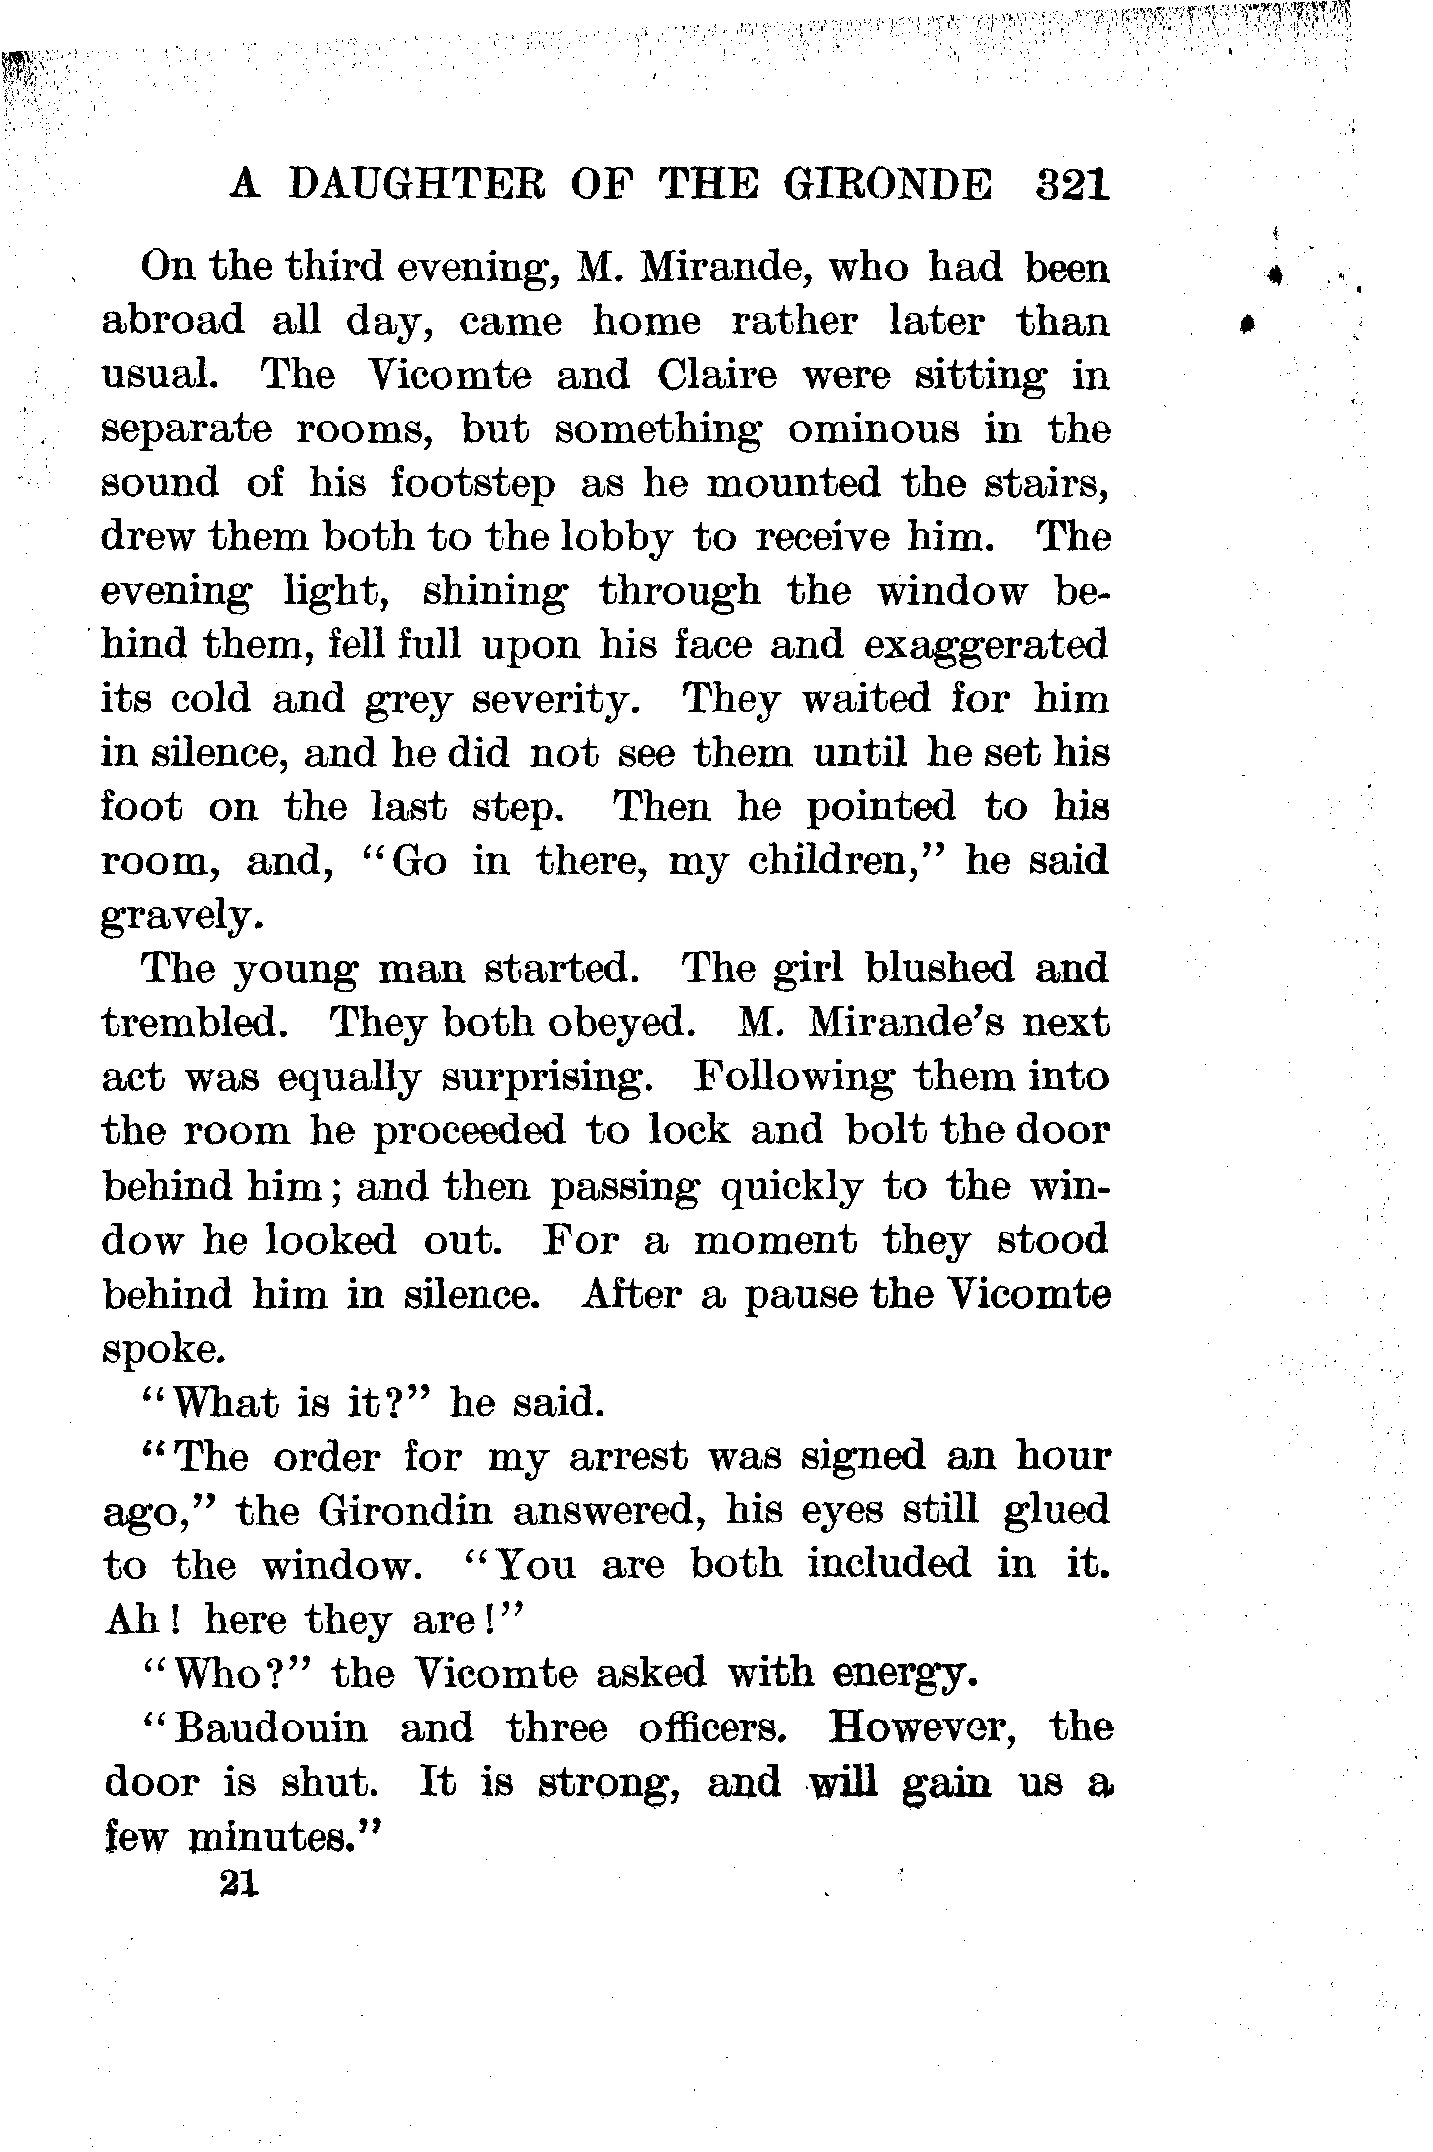 A DAUGHTER OF THE GIRONDE 321
On the third evening, M. Mirande, who had been
abroad all day, came home rather later than
usual. The Vicomte and Claire were sitting in
separate rooms, but something ominous in the
sound of his footstep as he mounted the stairs,
drew them both to the lobby to receive him. The
evening light, shining through the window be-
hind them, fell full upon his face and exaggerated
its cold and grey severity. They waited for him
in silence, and he did not see them until he set his
foot on the last step. Then he pointed to his
room, and, “Go in there, my children,” he said
gravely.
The young man started. The girl blushed and
trembled. They both obeyed. M. Mirande’s next
act was equally surprising. Following them into
the room he proceeded to lock and bolt the door
behind him; and then passing quickly to the win-
dow he looked out. For a moment they stood
behind him in silence. After a pause the Vicomte
spoke.
“What is it?” he said.
“The order for my arrest was signed an hour
ago,” the Girondin answered, his eyes still glued
to the window. “You are both included in it.
Ah! here they are!”
“Who?” the Vicomte asked with energy.
“Baudouin and three officers. However, the
door is shut. It is strong, and will gain us a
few minutes.”
21